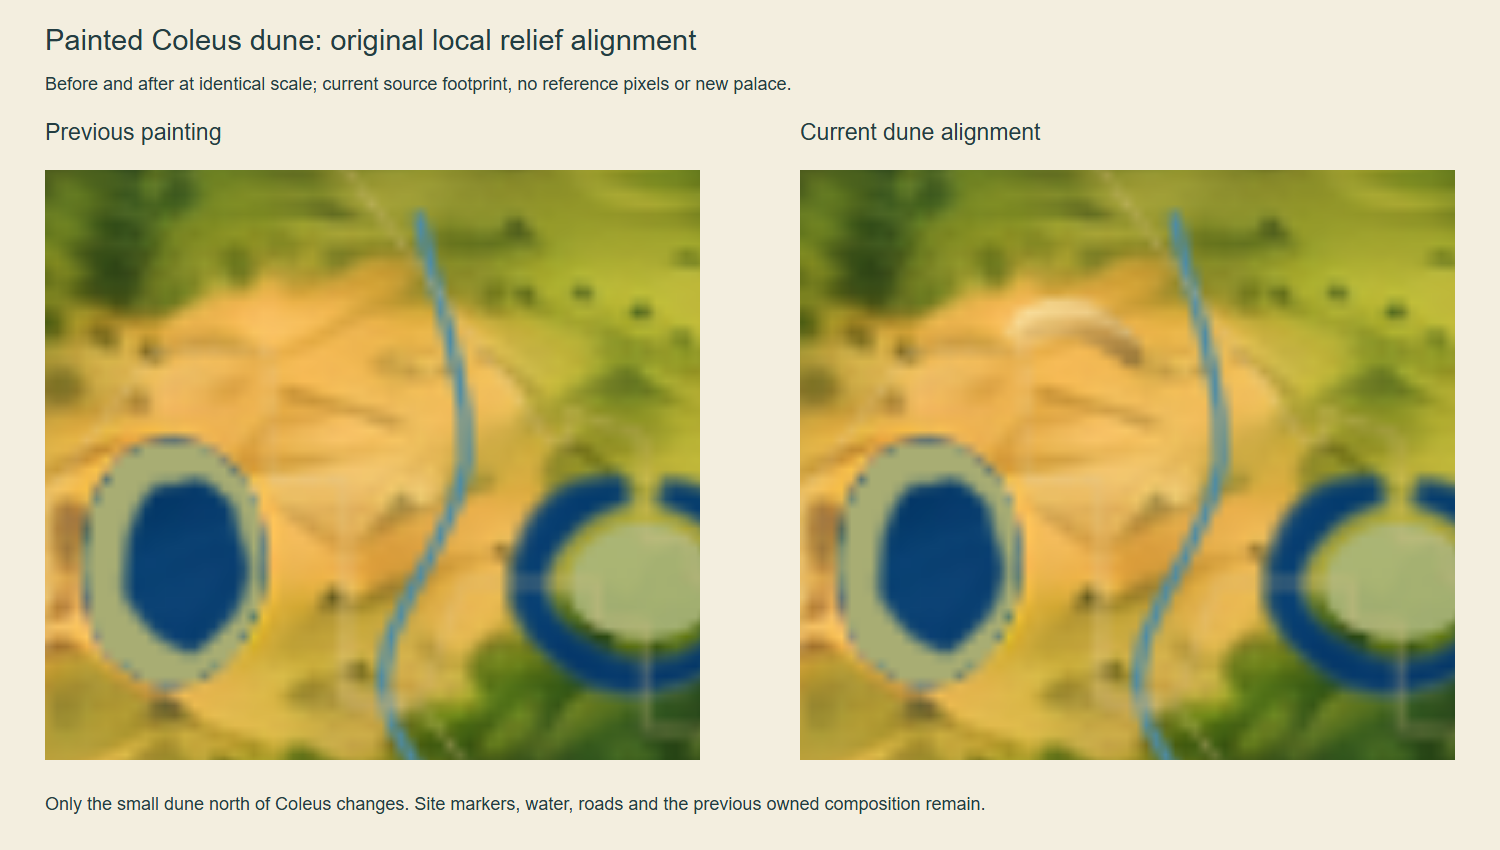 Painted Coleus dune: original local relief alignment
Before and after at identical scale; current source footprint, no reference pixels or new palace.
Previous painting
Current dune alignment
Only the small dune north of Coleus changes. Site markers, water, roads and the previous owned composition remain.